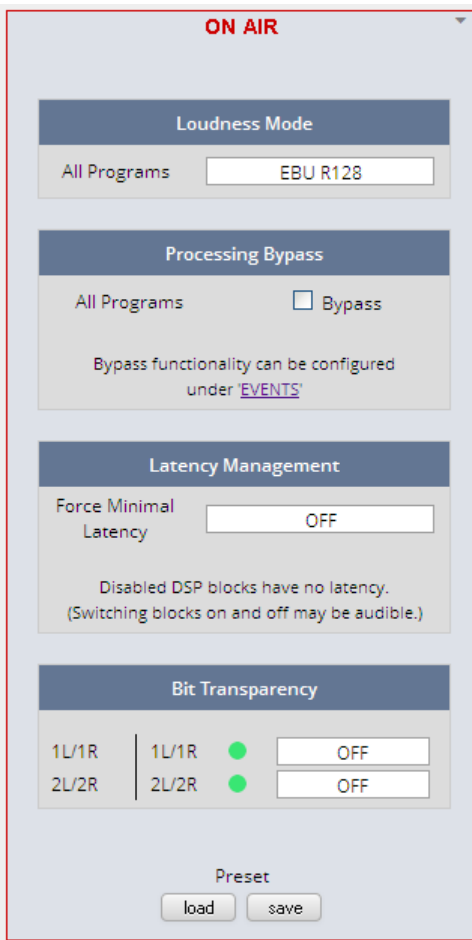 ON AIR
Loudness Mode
All Programs EBU R128
Processing Bypass
All Programs Bypass
Bypass functionality can be configured
under 'EVENTS'
Latency Management
Force Minimal
Latency
OFF
Disabled DSP blocks have no latency.
(Switching blocks on and off may be audible.)
Bit Transparency
1L/1R 1L/1R OFF
2L/2R 2L/2R OFF
Preset
load save